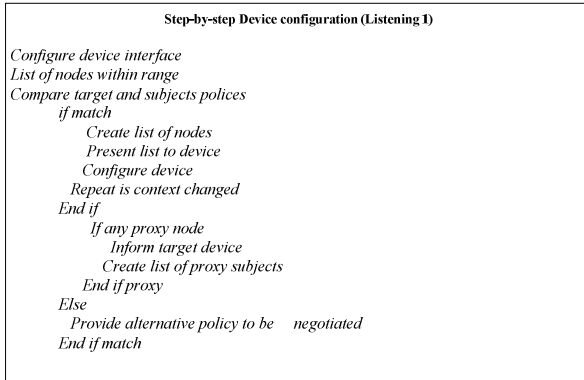 Step-by-step Device configuration (Listening 1)
Configure device interface
List of nodes within range
Compare target and subjects polices
if match
Create list of nodes
Present list to device
Configure device
Repeat is context changed
End if
If any proxy node
Inform target device
Create list of proxy subjects
End if proxy
Else
Provide alternative policy to be negotiated
End if match